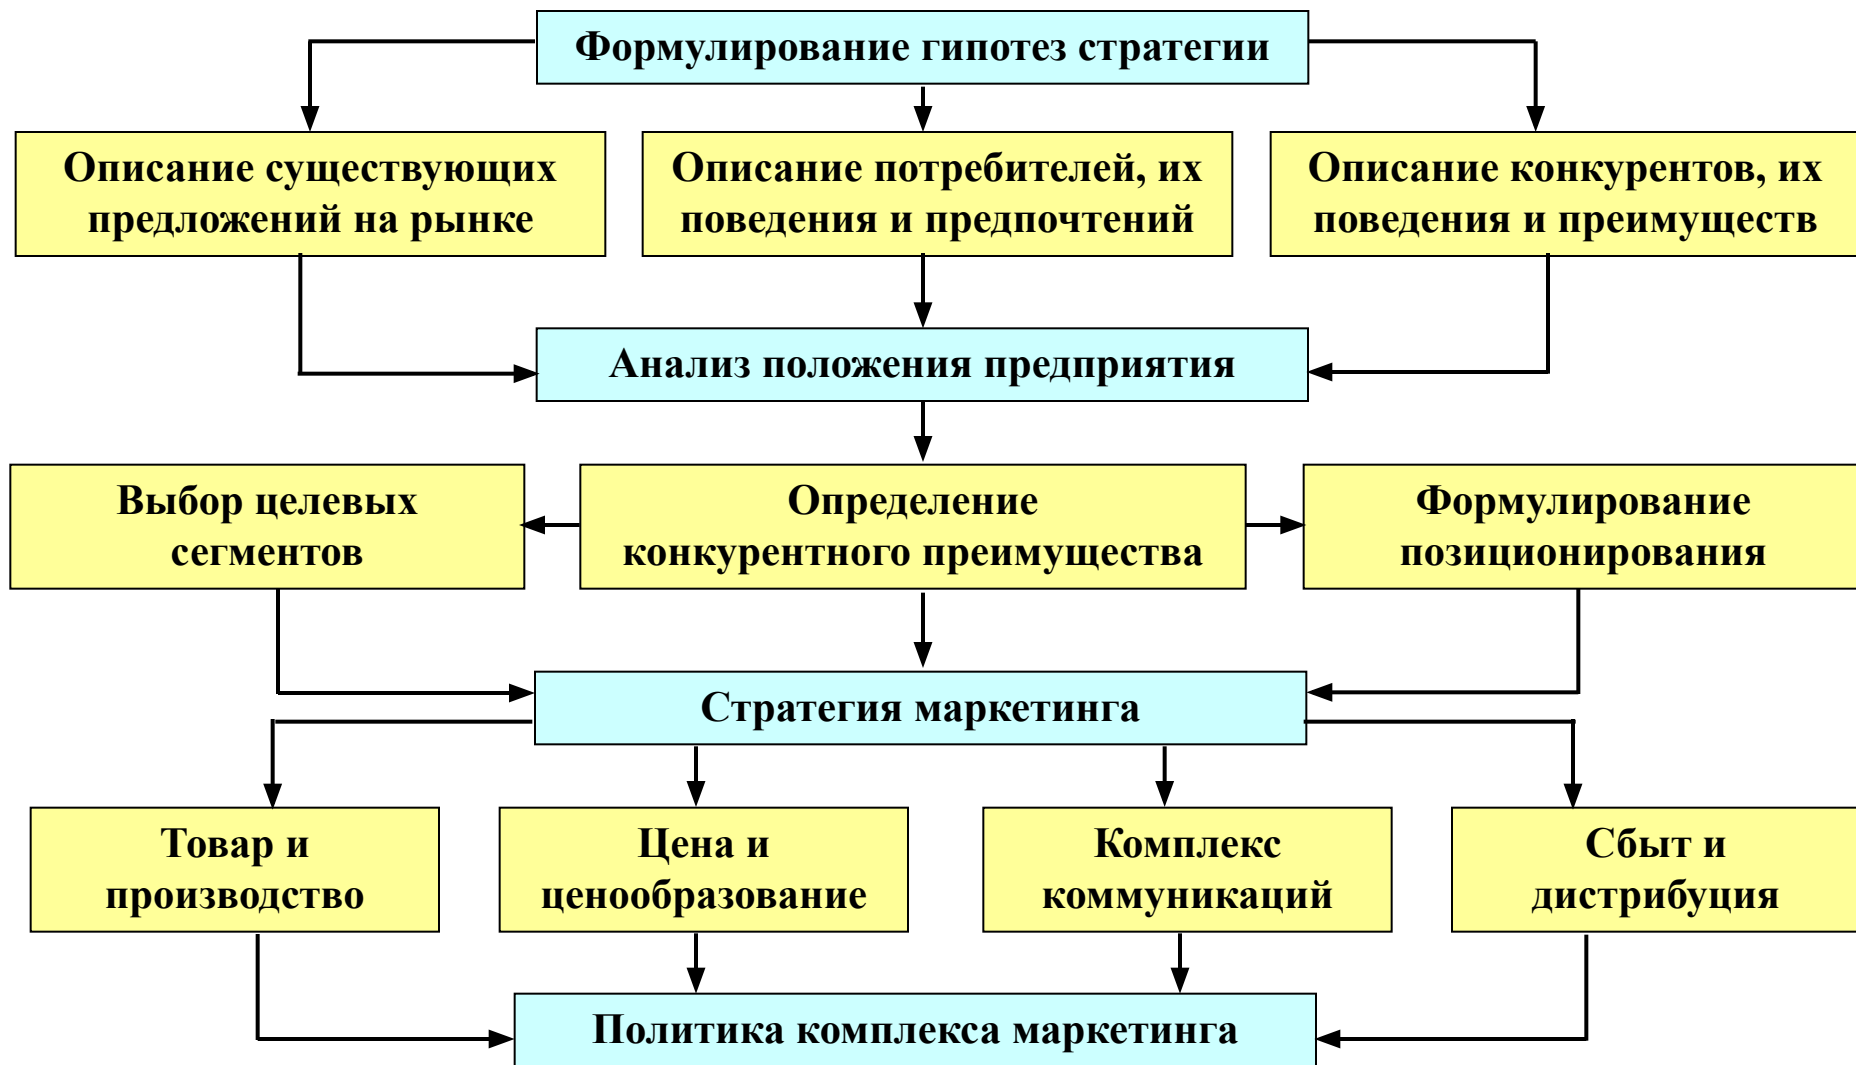 Формулирование гипотез стратегии
Описание существующих
предложений на рынке
Описание потребителей, их
поведения и предпочтений
Описание конкурентов, их
поведения и преимуществ
Анализ положения предприятия
Выбор целевых
сегментов
Определение
конкурентного преимущества
Формулирование
позиционирования
Стратегия маркетинга
Товар и
производство
Цена и
ценообразование
Комплекс
коммуникаций
Сбыт и
дистрибуция
Политика комплекса маркетинга